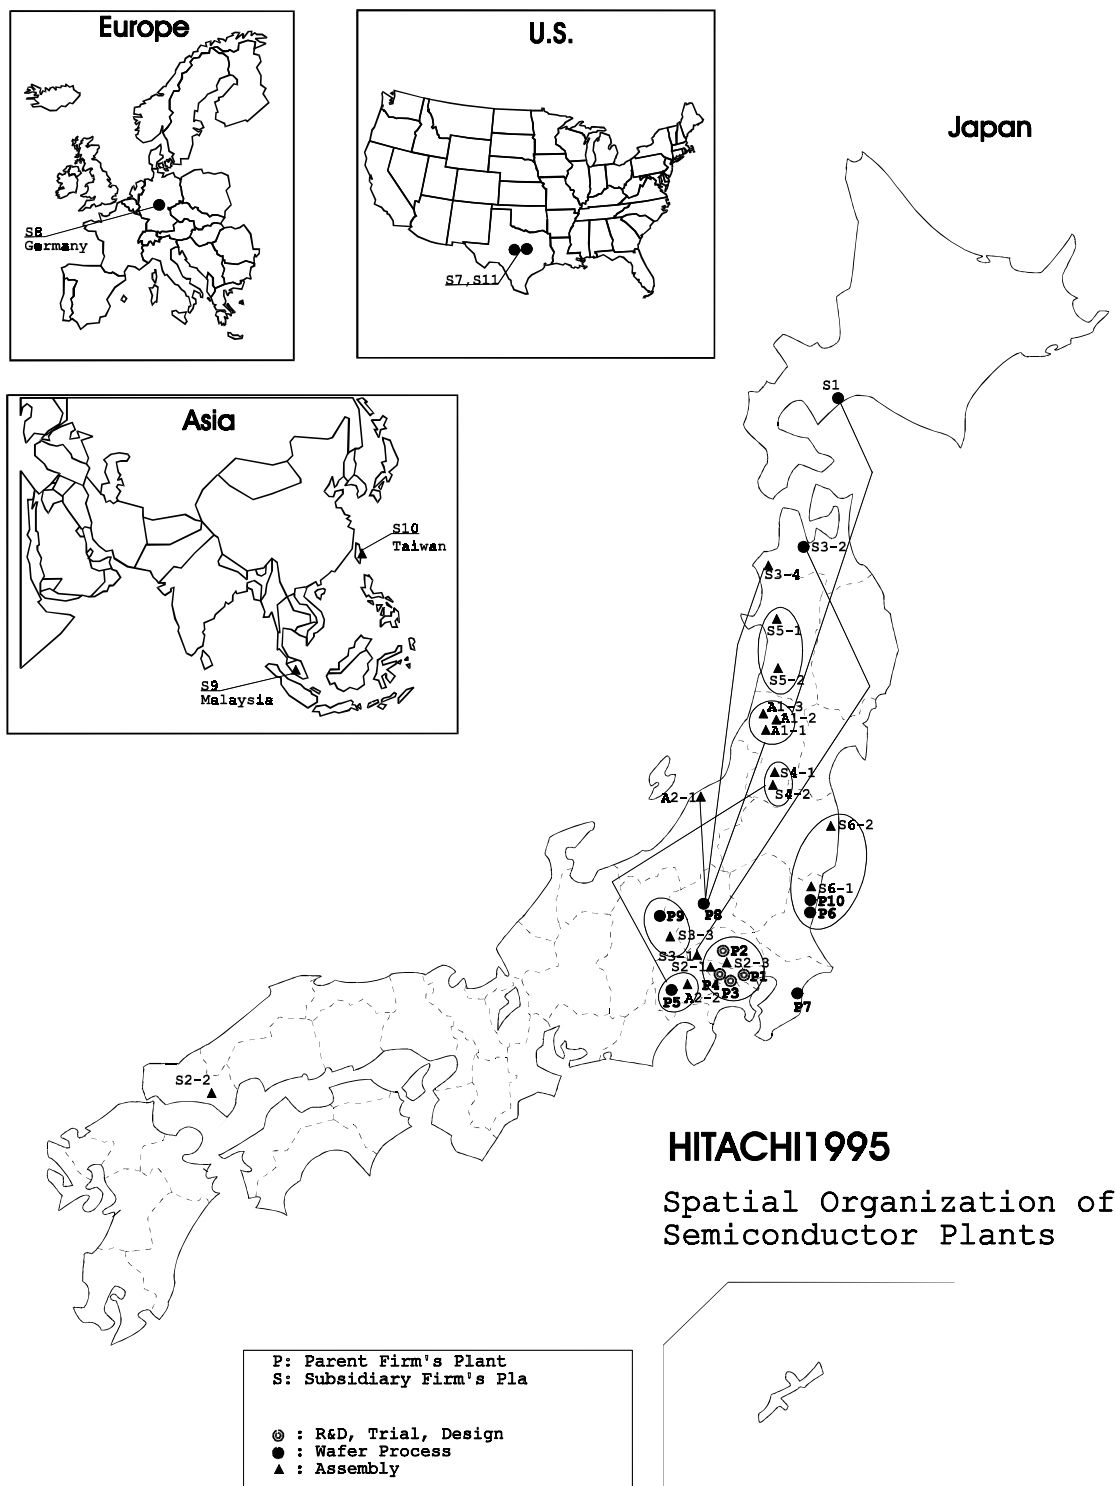 Europe
S8
Germany
U.S.
S7,S11
Japan
Asia
S10
Taiwan
S9
Malaysia
S1
S3-2
S3-4
S5-1
S5-2
A1-3
A1-2
A1-1
S4-1
S4-2
A2-1
S6-2
S6-1
P10
P6
P9
P8
S3-3
S3-1
P2
S2-1
S2-3
P4
P1
P3
P5
A2-2
P7
S2-2
HITACHI1995
Spatial Organization of
Semiconductor Plants
P: Parent Firm's Plant
S: Subsidiary Firm's Pla
: R&D, Trial, Design
: Wafer Process
: Assembly